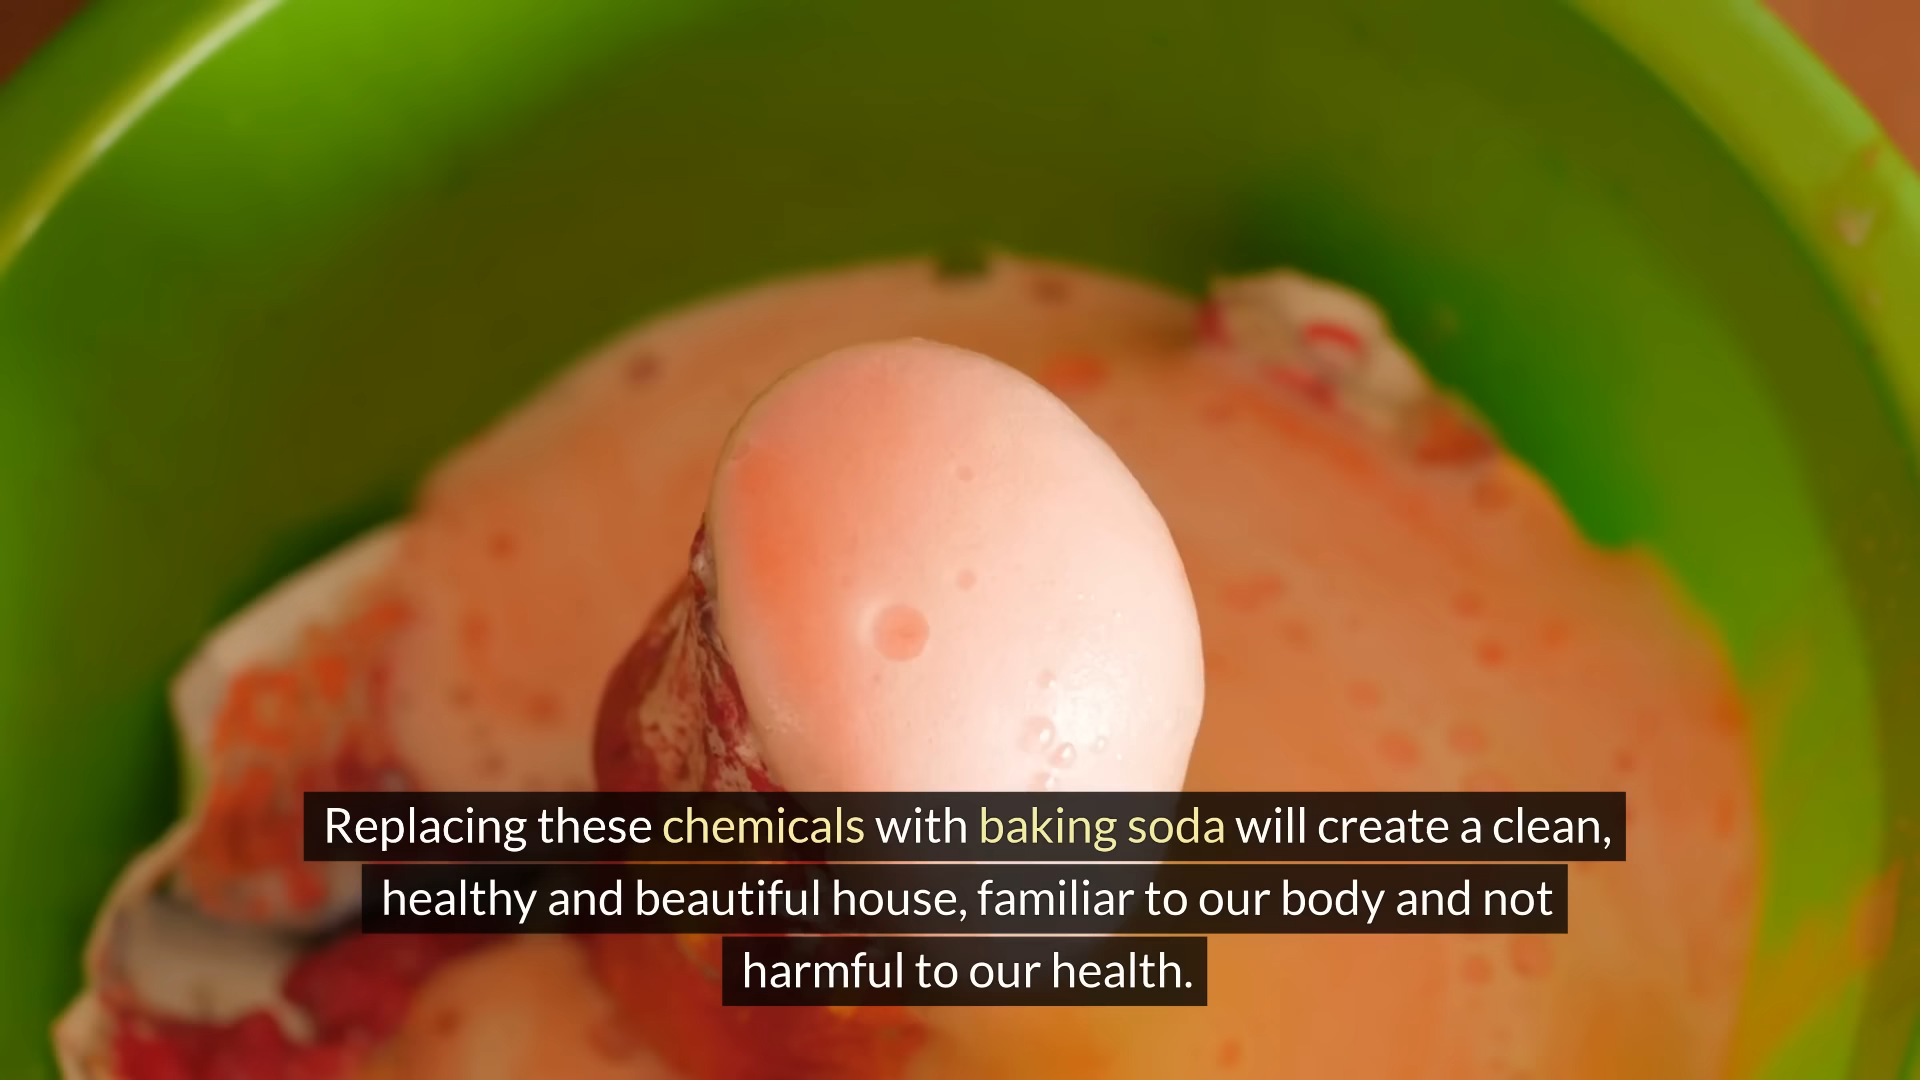 Replacing these chemicals with baking soda will create a clean,
healthy and beautiful house, familiar to our body and not
harmful to our health.